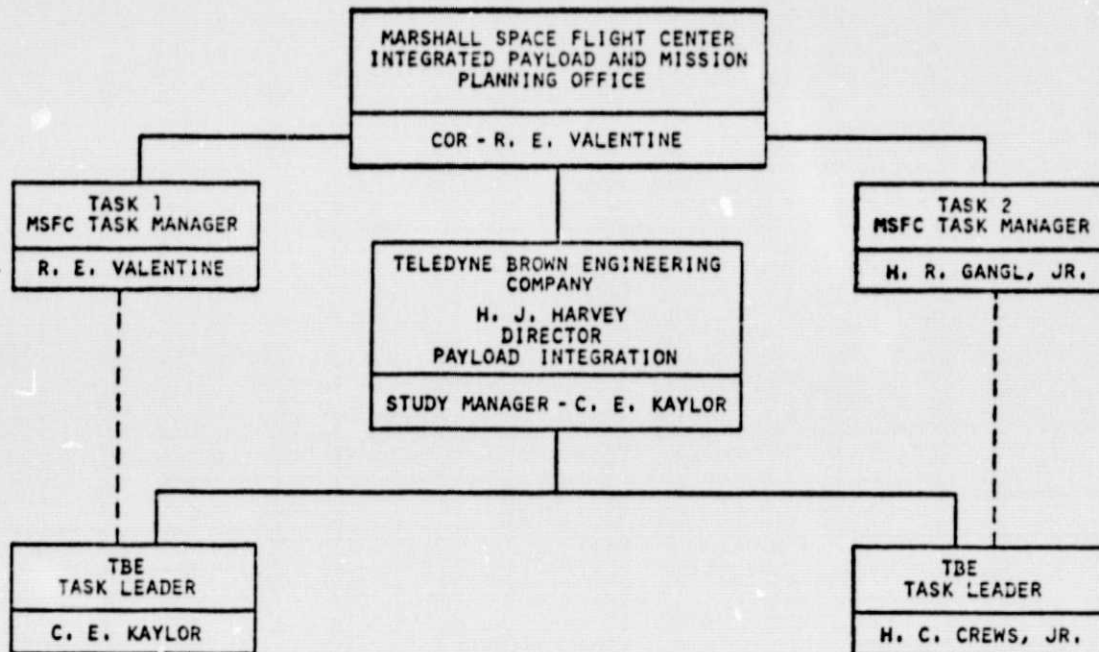 MARSHALL SPACE FLIGHT CENTER
INTEGRATED PAYLOAD AND MISSION
PLANNING OFFICE
COR - R. E. VALENTINE
TASK 1
MSFC TASK MANAGER
R. E. VALENTINE
TELEDYNE BROWN ENGINEERING
COMPANY
H. J. HARVEY
DIRECTOR
PAYLOAD INTEGRATION
STUDY MANAGER - C. E. KAYLOR
TASK 2
MSFC TASK MANAGER
H. R. GANGL, JR.
TBE
TASK LEADER
C. E. KAYLOR
TBE
TASK LEADER
H. C. CREWS, JR.